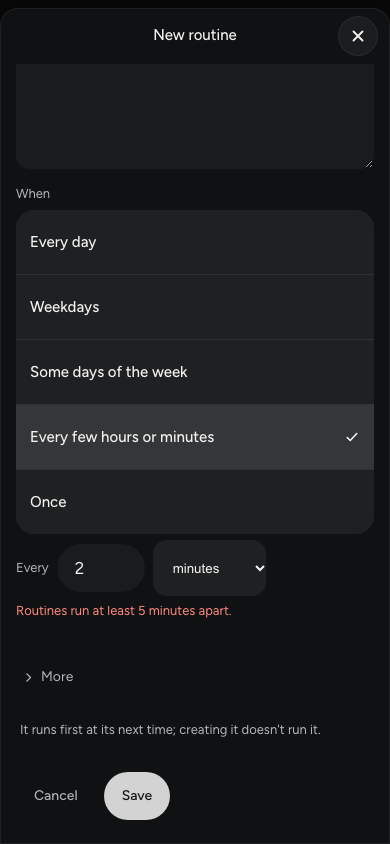 New routine
When
Every day
Weekdays
Some days of the week
Every few hours or minutes
Once
Every 2 minutes
Routines run at least 5 minutes apart.
More
It runs first at its next time; creating it doesn't run it.
Cancel Save